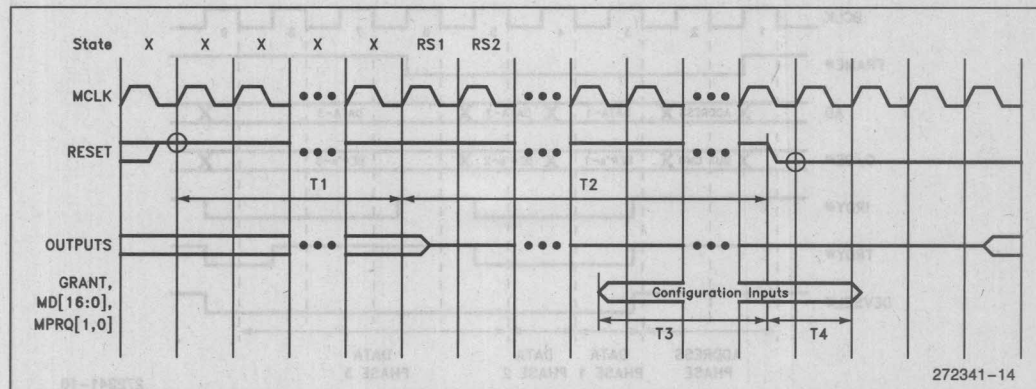 State X X X X X RS1 RS2
MCLK
RESET
T1 T2
OUTPUTS
GRANT,
MD[16:0],
MPRQ[1,0]
Configuration Inputs
T3 T4
272341-14